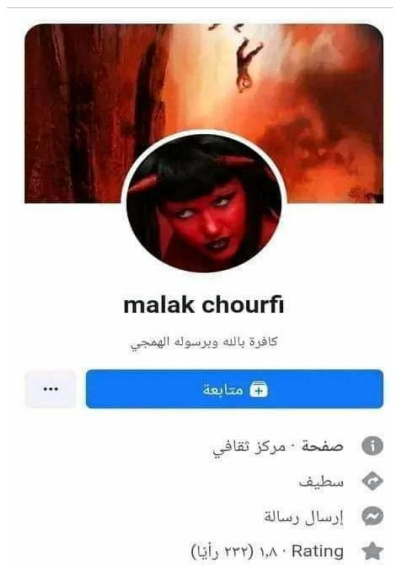 malak chourfi
كافرة بالله وبرسوله الهمجي
متابعة
صفحة · مركز ثقافي
سطيف
إرسال رسالة
Rating · ١,٨ (٢٣٢ رأيًا)